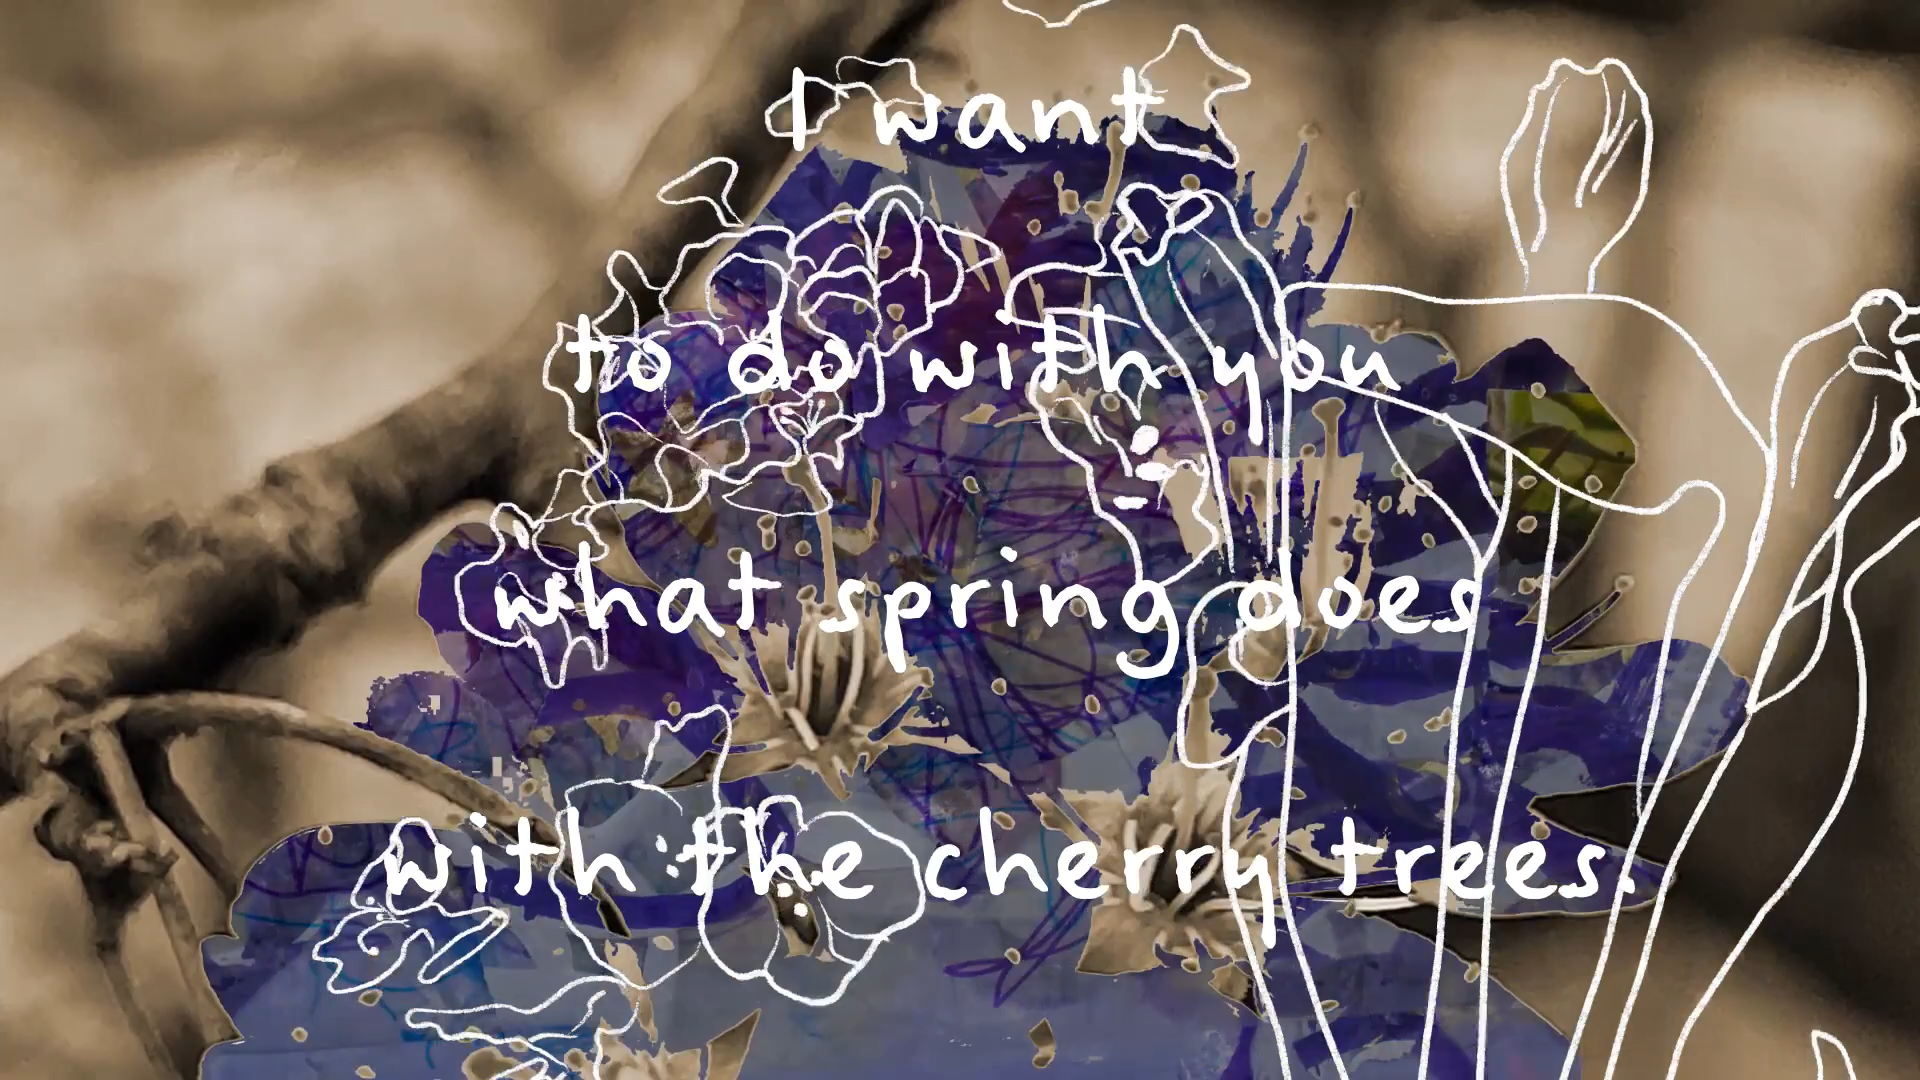 I want
to do with you
what spring does
with the cherry trees.